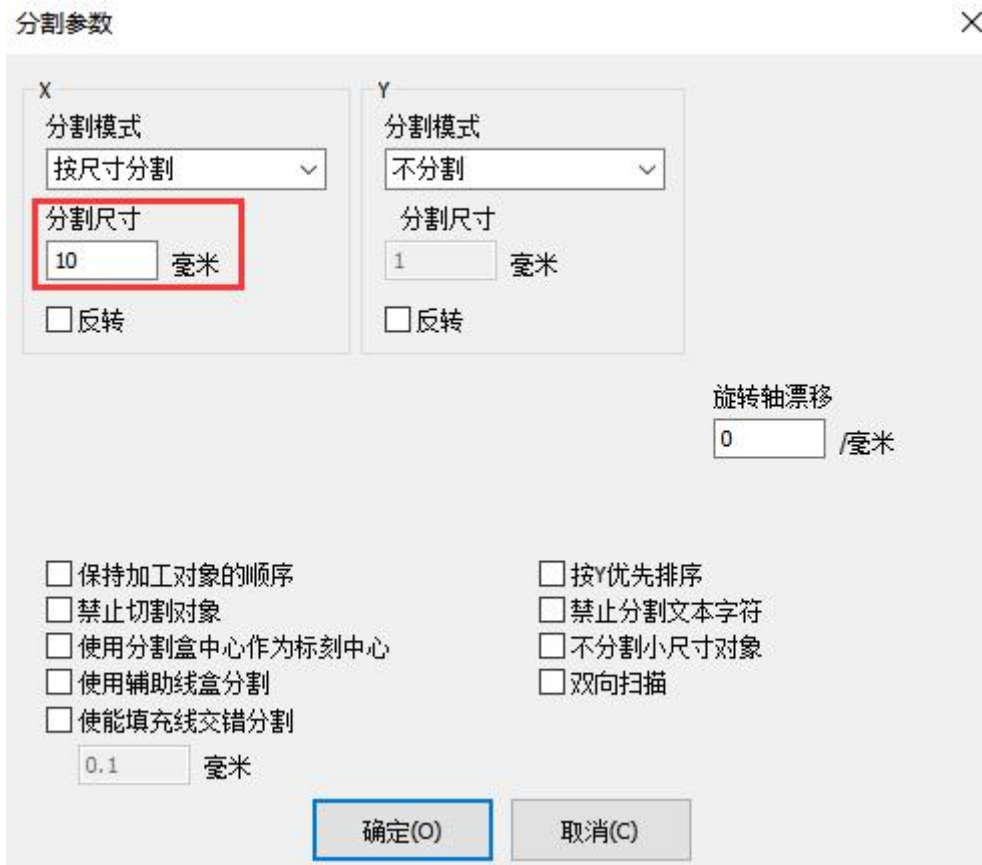 分割参数
X
分割模式
按尺寸分割
分割尺寸
10 毫米
反转
Y
分割模式
不分割
分割尺寸
1 毫米
反转
旋转轴漂移
0 /毫米
保持加工对象的顺序
禁止切割对象
使用分割盒中心作为标刻中心
使用辅助线盒分割
使能填充线交错分割
0.1 毫米
按Y优先排序
禁止分割文本字符
不分割小尺寸对象
双向扫描
确定(O)
取消(C)